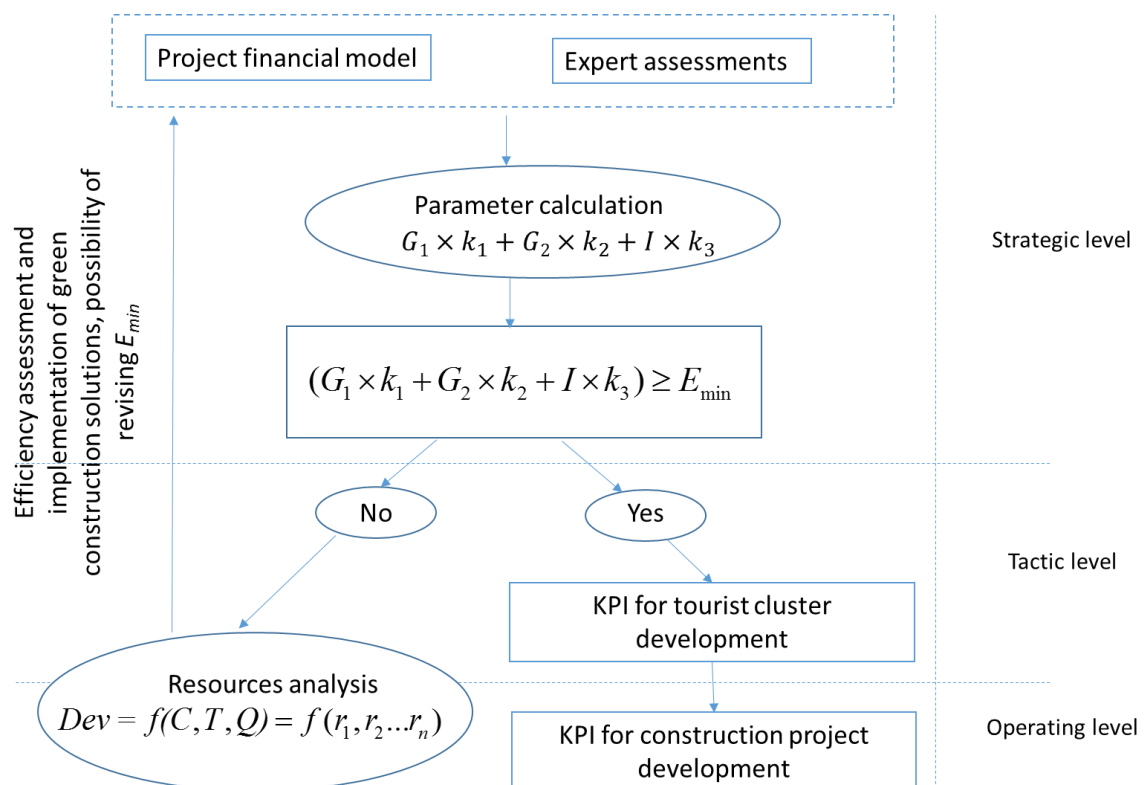 Project financial model
Expert assessments
Parameter calculation
𝐺₁ × 𝑘₁ + 𝐺₂ × 𝑘₂ + 𝐼 × 𝑘₃
Strategic level
(G₁ × k₁ + G₂ × k₂ + I × k₃) ≥ E_min
Efficiency assessment and
implementation of green
construction solutions, possibility of
revising E_min
No
Yes
Tactic level
KPI for tourist cluster
development
Resources analysis
Dev = f(C, T, Q) = f(r₁, r₂...rₙ)
Operating level
KPI for construction project
development